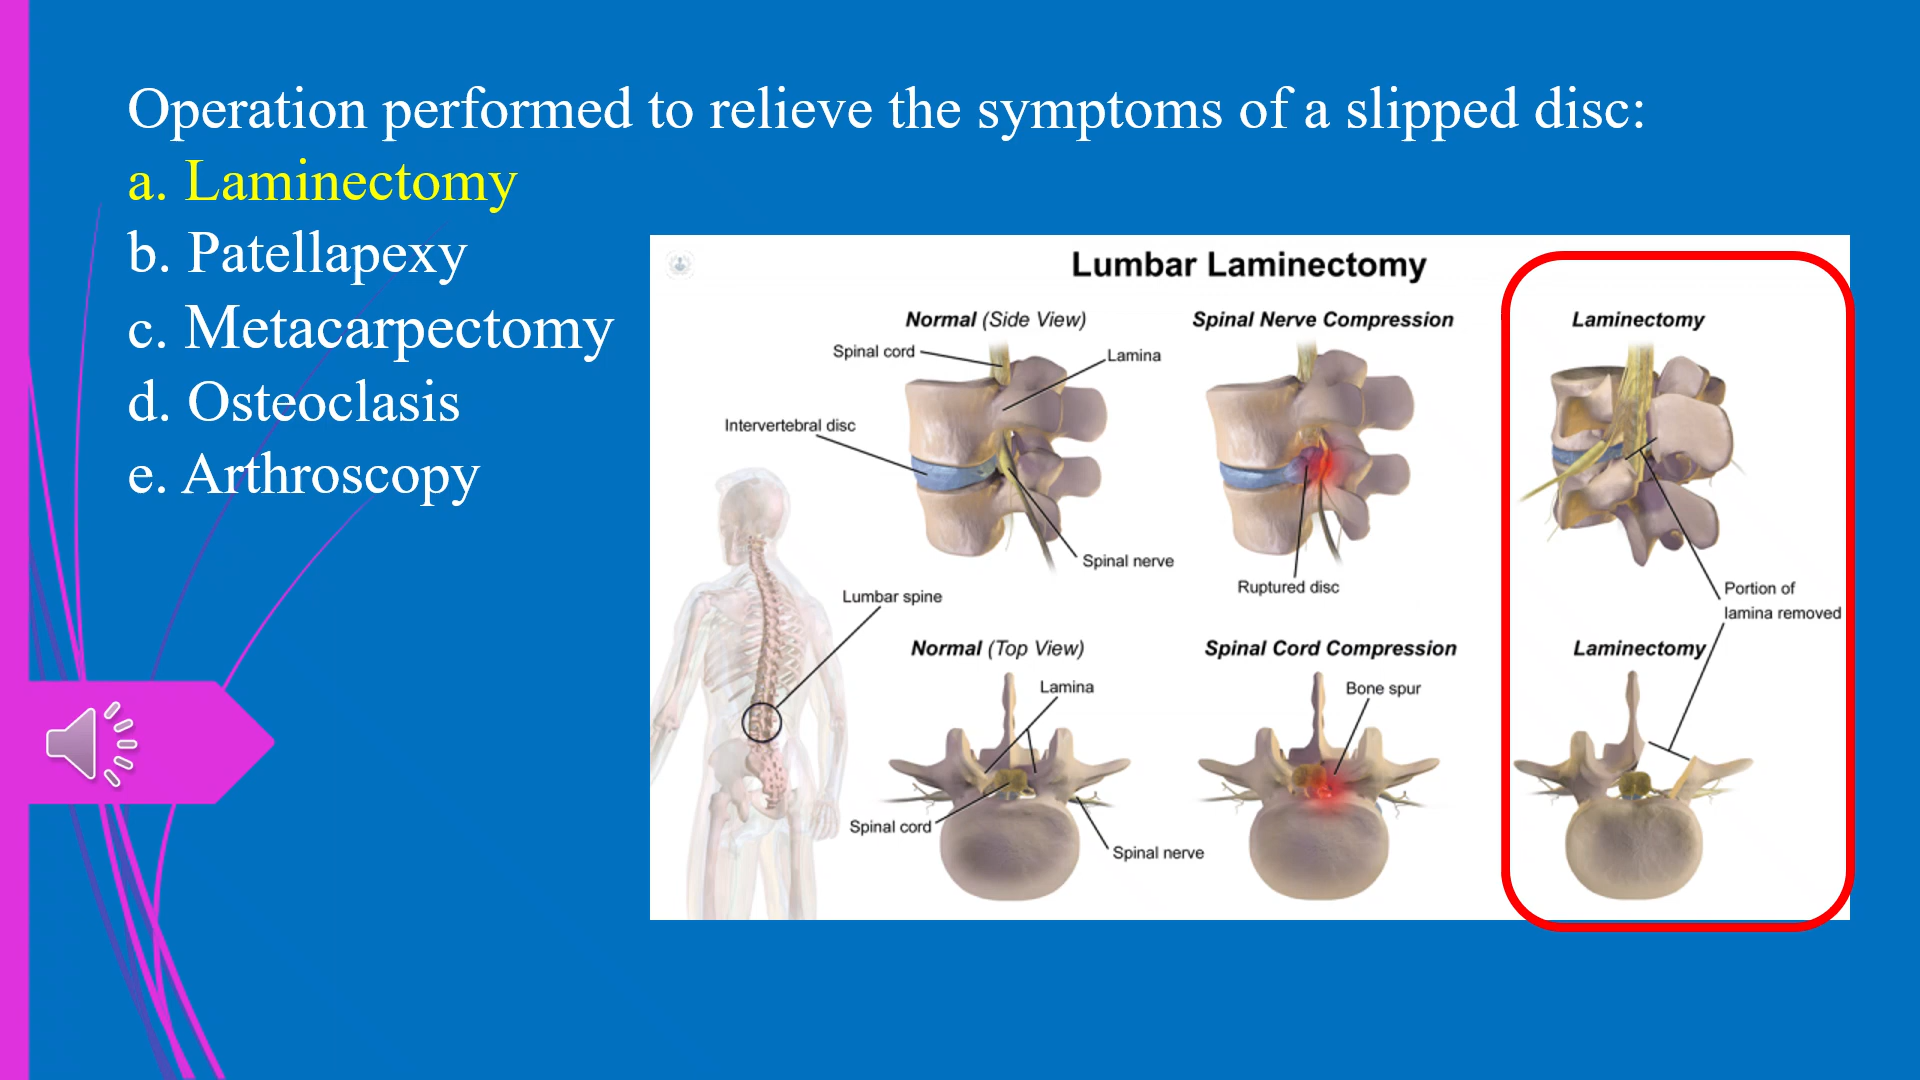 Operation performed to relieve the symptoms of a slipped disc:
a. Laminectomy
b. Patellapexy
c. Metacarpectomy
d. Osteoclasis
e. Arthroscopy
Lumbar Laminectomy
Normal (Side View)
Spinal cord
Lamina
Intervertebral disc
Spinal nerve
Spinal Nerve Compression
Ruptured disc
Laminectomy
Portion of
lamina removed
Lumbar spine
Normal (Top View)
Lamina
Spinal cord
Spinal nerve
Spinal Cord Compression
Bone spur
Laminectomy